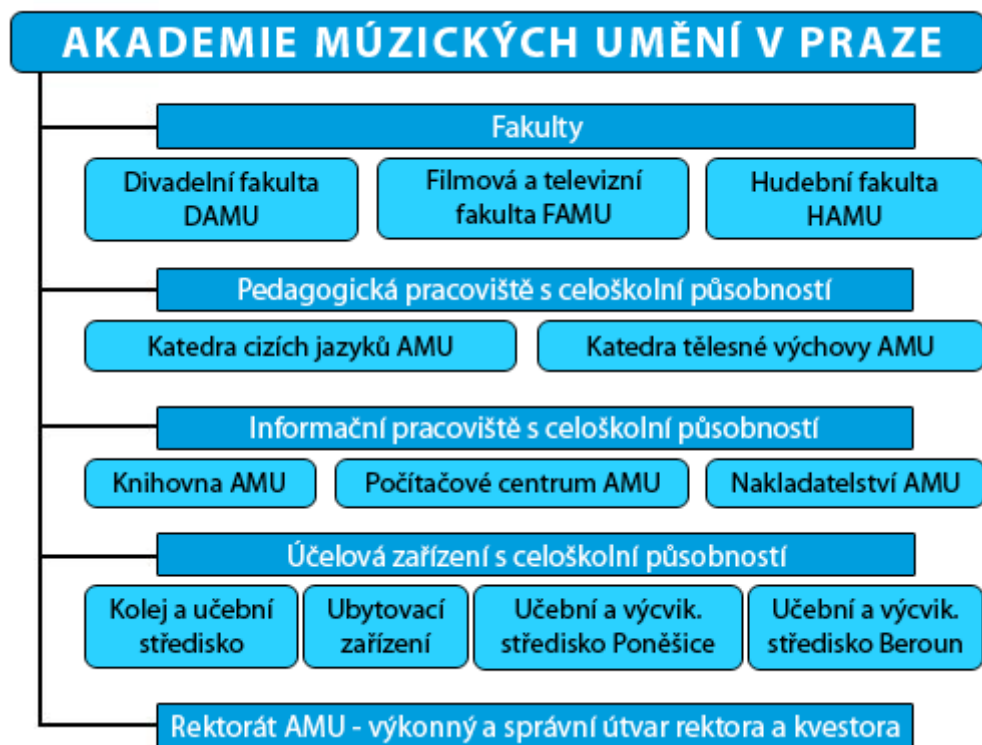 AKADEMIE MÚZICKÝCH UMĚNÍ V PRAZE
Fakulty
Divadelní fakulta
DAMU
Filmová a televizní
fakulta FAMU
Hudební fakulta
HAMU
Pedagogická pracoviště s celoškolní působností
Katedra cizích jazyků AMU
Katedra tělesné výchovy AMU
Informační pracoviště s celoškolní působností
Knihovna AMU
Počítačové centrum AMU
Nakladatelství AMU
Účelová zařízení s celoškolní působností
Kolej a učební
středisko
Ubytovací
zařízení
Učební a výcvik.
středisko Poněšice
Učební a výcvik.
středisko Beroun
Rektorát AMU - výkonný a správní útvar rektora a kvestora